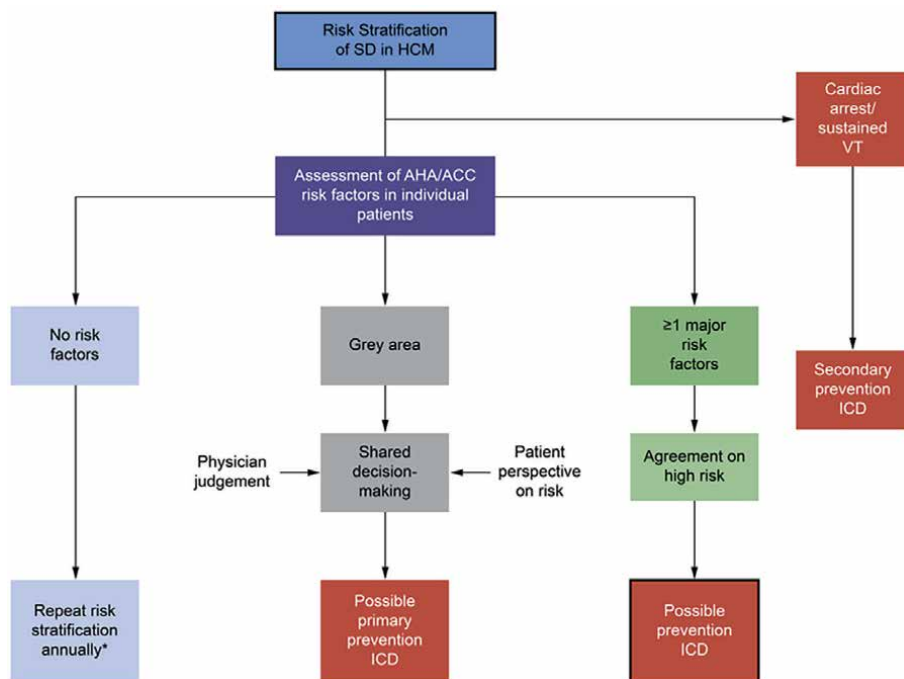 Risk Stratification
of SD in HCM
Cardiac
arrest/
sustained
VT
Assessment of AHA/ACC
risk factors in individual
patients
No risk
factors
Grey area
≥1 major
risk
factors
Secondary
prevention
ICD
Physician
judgement
Shared
decision-
making
Patient
perspective
on risk
Agreement on
high risk
Repeat risk
stratification
annually*
Possible
primary
prevention
ICD
Possible
prevention
ICD